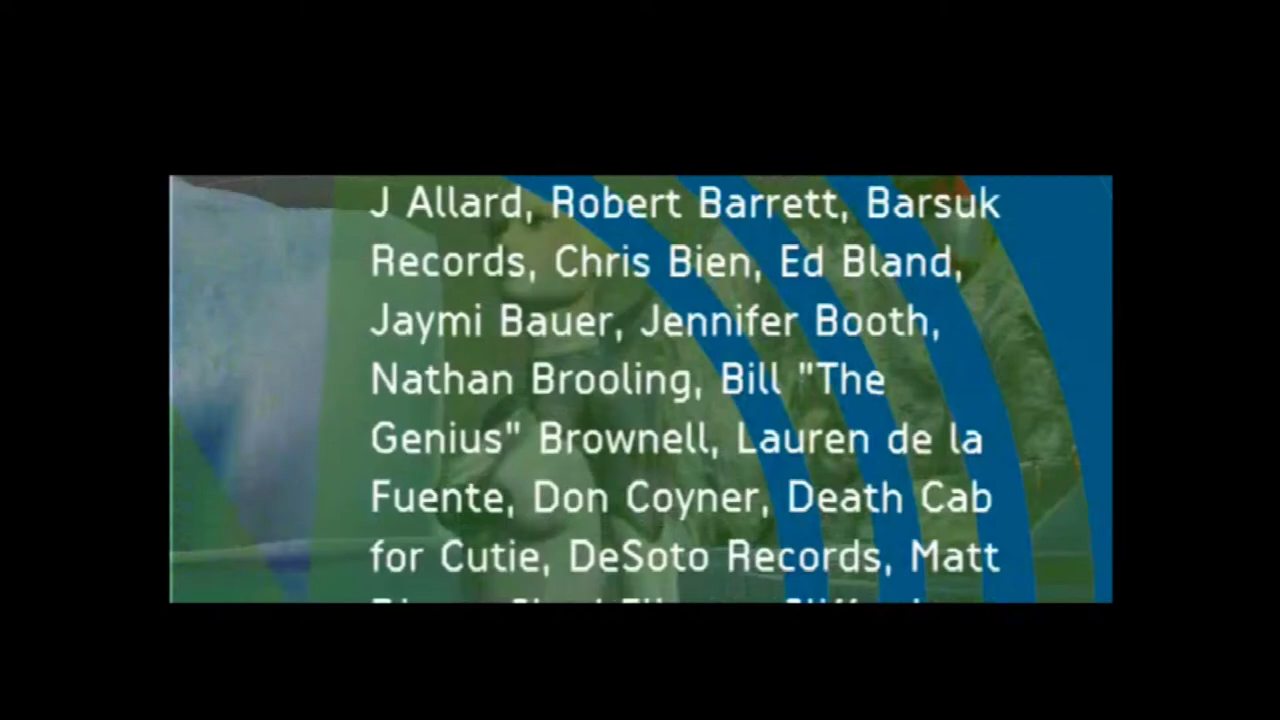 J Allard, Robert Barrett, Barsuk
Records, Chris Bien, Ed Bland,
Jaymi Bauer, Jennifer Booth,
Nathan Brooling, Bill "The
Genius" Brownell, Lauren de la
Fuente, Don Coyner, Death Cab
for Cutie, DeSoto Records, Matt